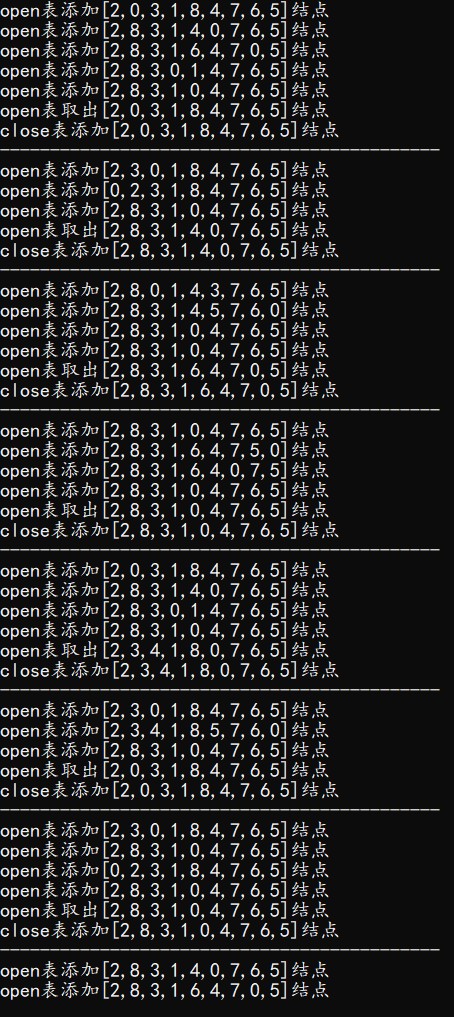 open表添加[2,0,3,1,8,4,7,6,5]结点
open表添加[2,8,3,1,4,0,7,6,5]结点
open表添加[2,8,3,1,6,4,7,0,5]结点
open表添加[2,8,3,0,1,4,7,6,5]结点
open表添加[2,8,3,1,0,4,7,6,5]结点
open表取出[2,0,3,1,8,4,7,6,5]结点
close表添加[2,0,3,1,8,4,7,6,5]结点
————————————————————————————————————————
open表添加[2,3,0,1,8,4,7,6,5]结点
open表添加[0,2,3,1,8,4,7,6,5]结点
open表添加[2,8,3,1,0,4,7,6,5]结点
open表取出[2,8,3,1,4,0,7,6,5]结点
close表添加[2,8,3,1,4,0,7,6,5]结点
————————————————————————————————————————
open表添加[2,8,0,1,4,3,7,6,5]结点
open表添加[2,8,3,1,4,5,7,6,0]结点
open表添加[2,8,3,1,0,4,7,6,5]结点
open表添加[2,8,3,1,0,4,7,6,5]结点
open表取出[2,8,3,1,6,4,7,0,5]结点
close表添加[2,8,3,1,6,4,7,0,5]结点
————————————————————————————————————————
open表添加[2,8,3,1,0,4,7,6,5]结点
open表添加[2,8,3,1,6,4,7,5,0]结点
open表添加[2,8,3,1,6,4,0,7,5]结点
open表添加[2,8,3,1,0,4,7,6,5]结点
open表取出[2,8,3,1,0,4,7,6,5]结点
close表添加[2,8,3,1,0,4,7,6,5]结点
————————————————————————————————————————
open表添加[2,0,3,1,8,4,7,6,5]结点
open表添加[2,8,3,1,4,0,7,6,5]结点
open表添加[2,8,3,0,1,4,7,6,5]结点
open表添加[2,8,3,1,0,4,7,6,5]结点
open表取出[2,3,4,1,8,0,7,6,5]结点
close表添加[2,3,4,1,8,0,7,6,5]结点
————————————————————————————————————————
open表添加[2,3,0,1,8,4,7,6,5]结点
open表添加[2,3,4,1,8,5,7,6,0]结点
open表添加[2,8,3,1,0,4,7,6,5]结点
open表取出[2,0,3,1,8,4,7,6,5]结点
close表添加[2,0,3,1,8,4,7,6,5]结点
————————————————————————————————————————
open表添加[2,3,0,1,8,4,7,6,5]结点
open表添加[2,8,3,1,0,4,7,6,5]结点
open表添加[0,2,3,1,8,4,7,6,5]结点
open表添加[2,8,3,1,0,4,7,6,5]结点
open表取出[2,8,3,1,0,4,7,6,5]结点
close表添加[2,8,3,1,0,4,7,6,5]结点
————————————————————————————————————————
open表添加[2,8,3,1,4,0,7,6,5]结点
open表添加[2,8,3,1,6,4,7,0,5]结点